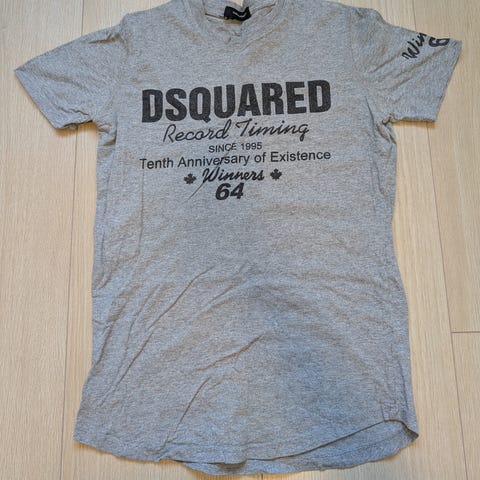 DSQUARED
Record Timing
SINCE 1995
Tenth Anniversary of Existence
Winners
64